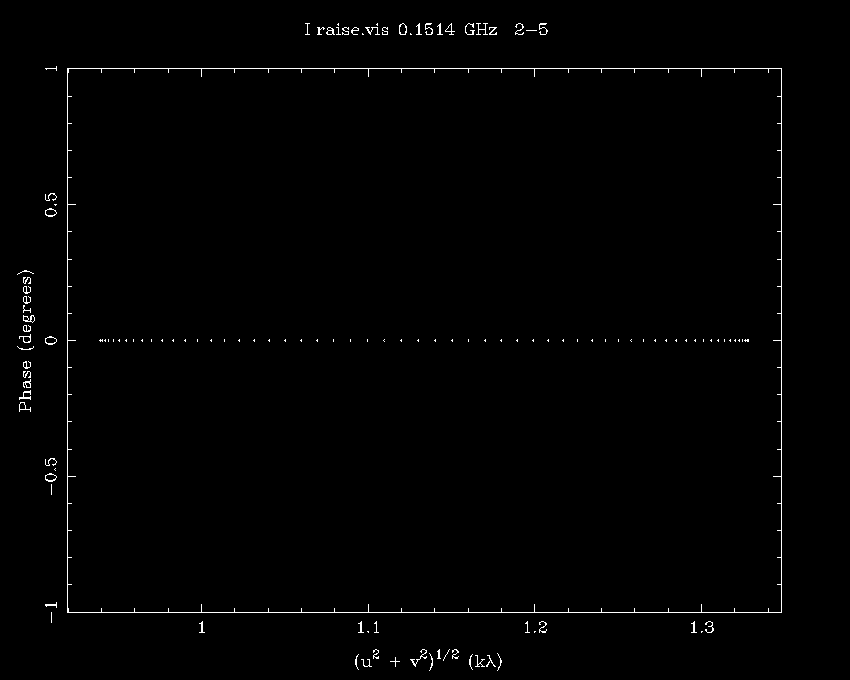 I raise.vis 0.1514 GHz 2−5
1
0.5
0
−0.5
−1
Phase (degrees)
1 1.1 1.2 1.3
(u² + v²)^1/2 (kλ)